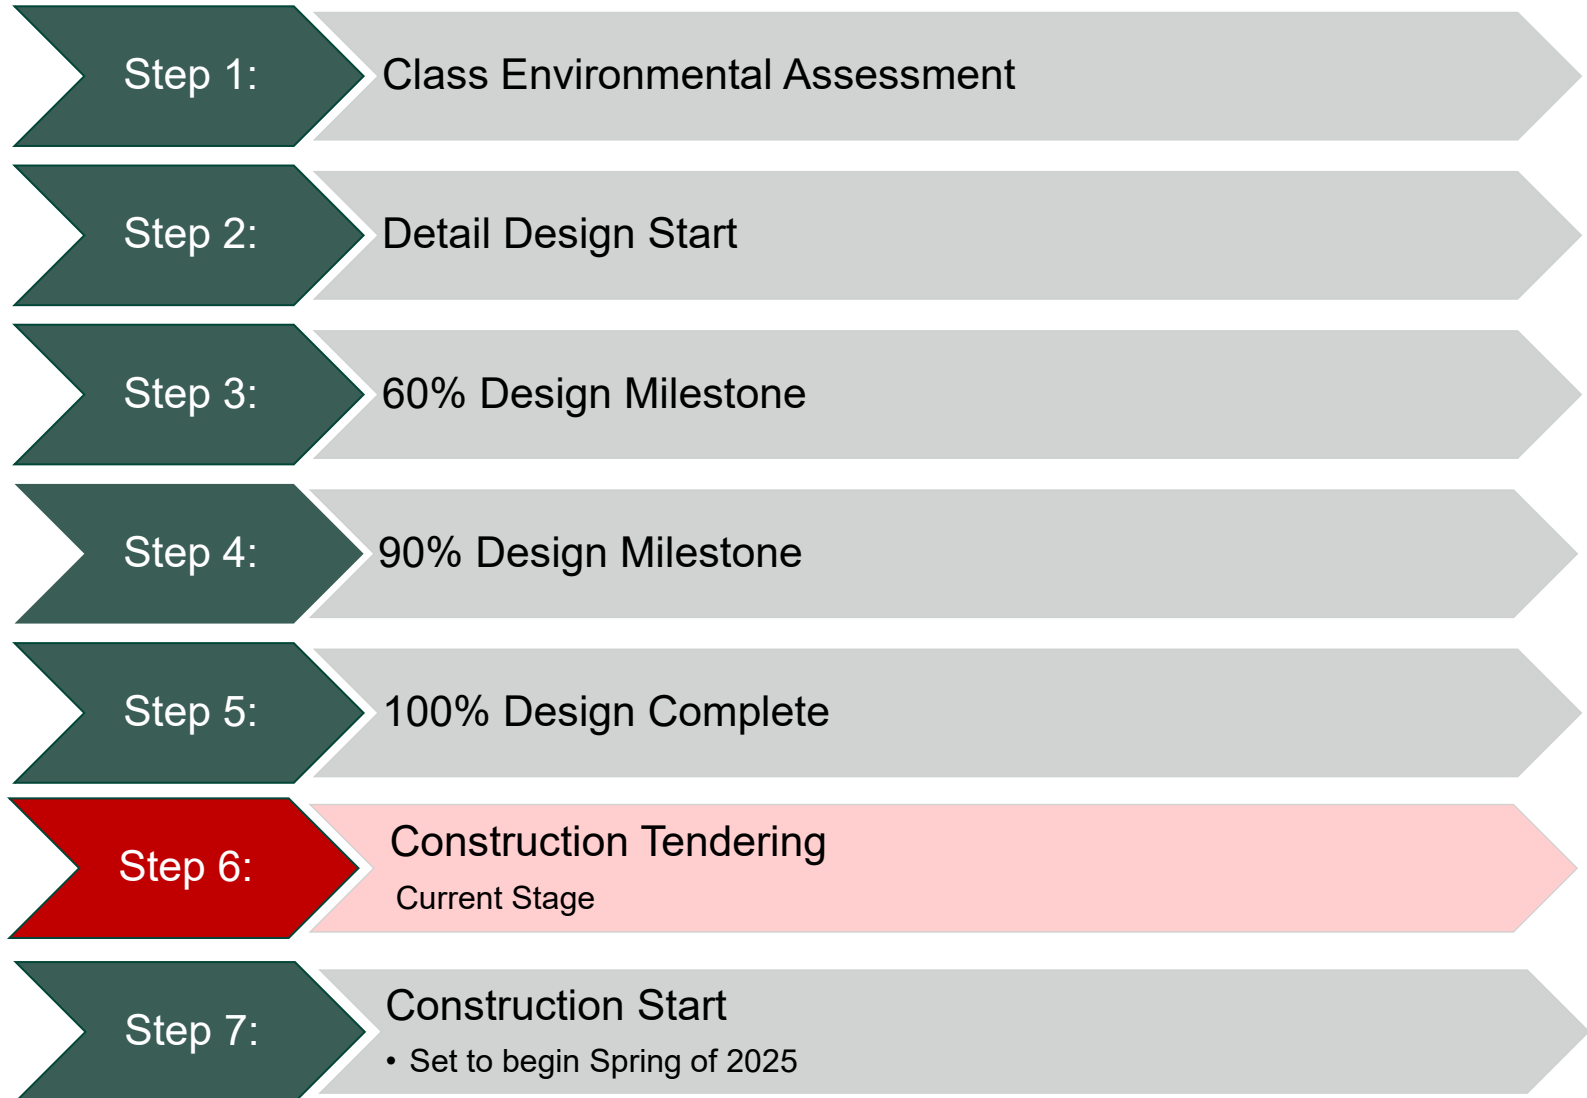 Step 1:
Class Environmental Assessment
Step 2:
Detail Design Start
Step 3:
60% Design Milestone
Step 4:
90% Design Milestone
Step 5:
100% Design Complete
Step 6:
Construction Tendering
Current Stage
Step 7:
Construction Start
• Set to begin Spring of 2025